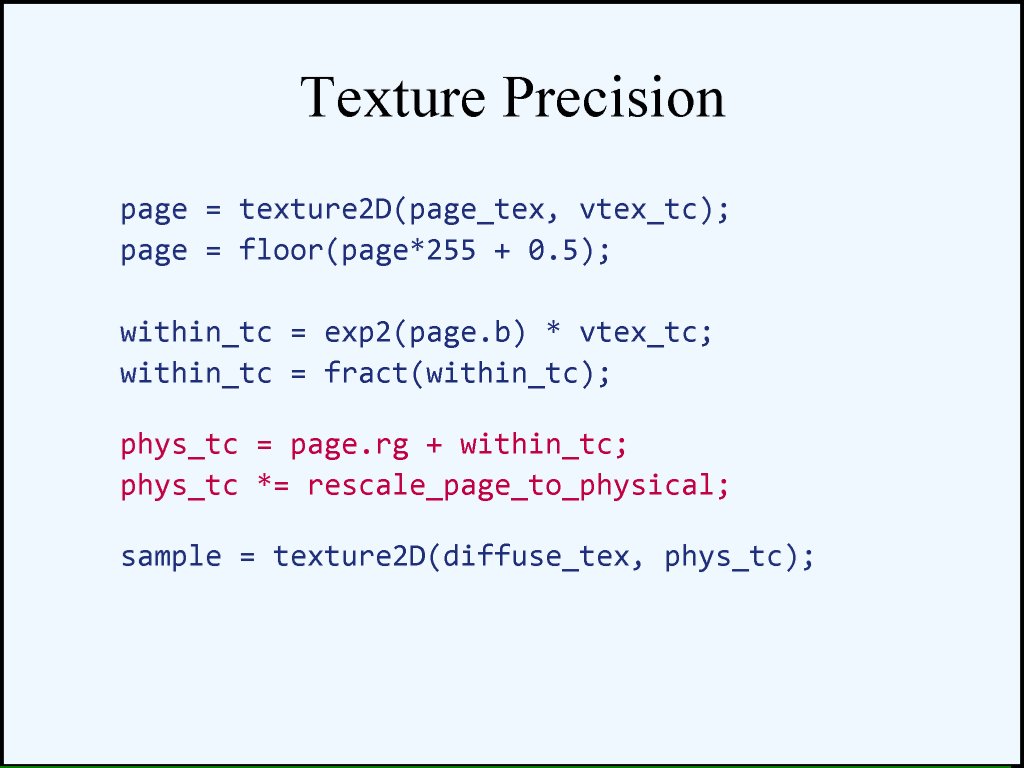 Texture Precision
page = texture2D(page_tex, vtex_tc);
page = floor(page*255 + 0.5);
within_tc = exp2(page.b) * vtex_tc;
within_tc = fract(within_tc);
phys_tc = page.rg + within_tc;
phys_tc *= rescale_page_to_physical;
sample = texture2D(diffuse_tex, phys_tc);